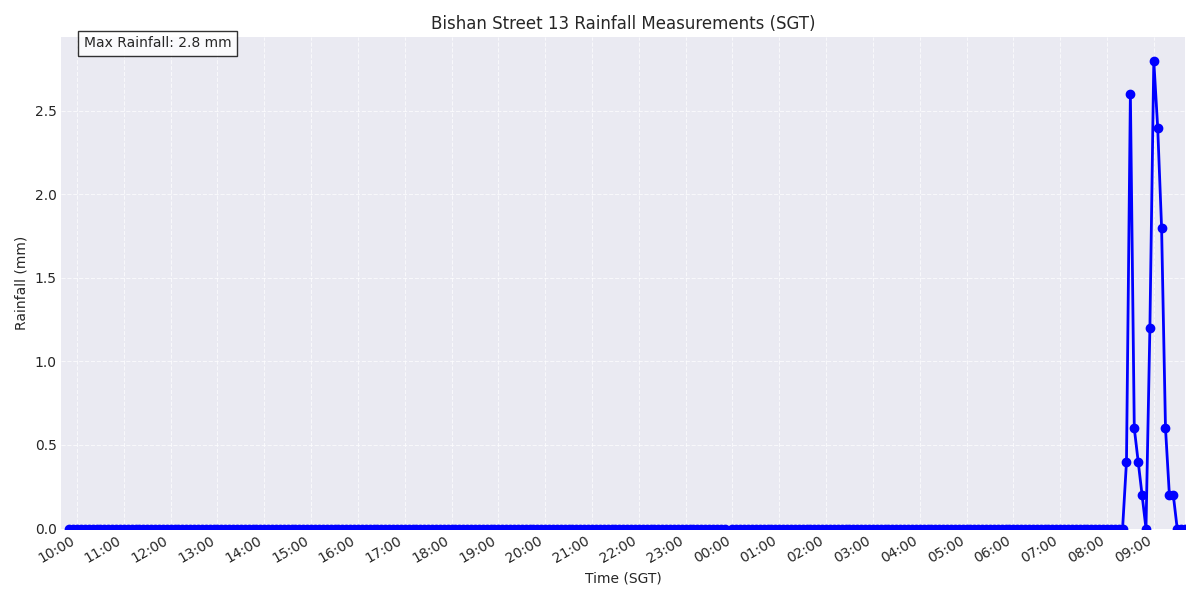 Bishan Street 13 Rainfall Measurements (SGT)
Max Rainfall: 2.8 mm
Rainfall (mm)
2.5
2.0
1.5
1.0
0.5
0.0
10:00 11:00 12:00 13:00 14:00 15:00 16:00 17:00 18:00 19:00 20:00 21:00 22:00 23:00 00:00 01:00 02:00 03:00 04:00 05:00 06:00 07:00 08:00 09:00
Time (SGT)